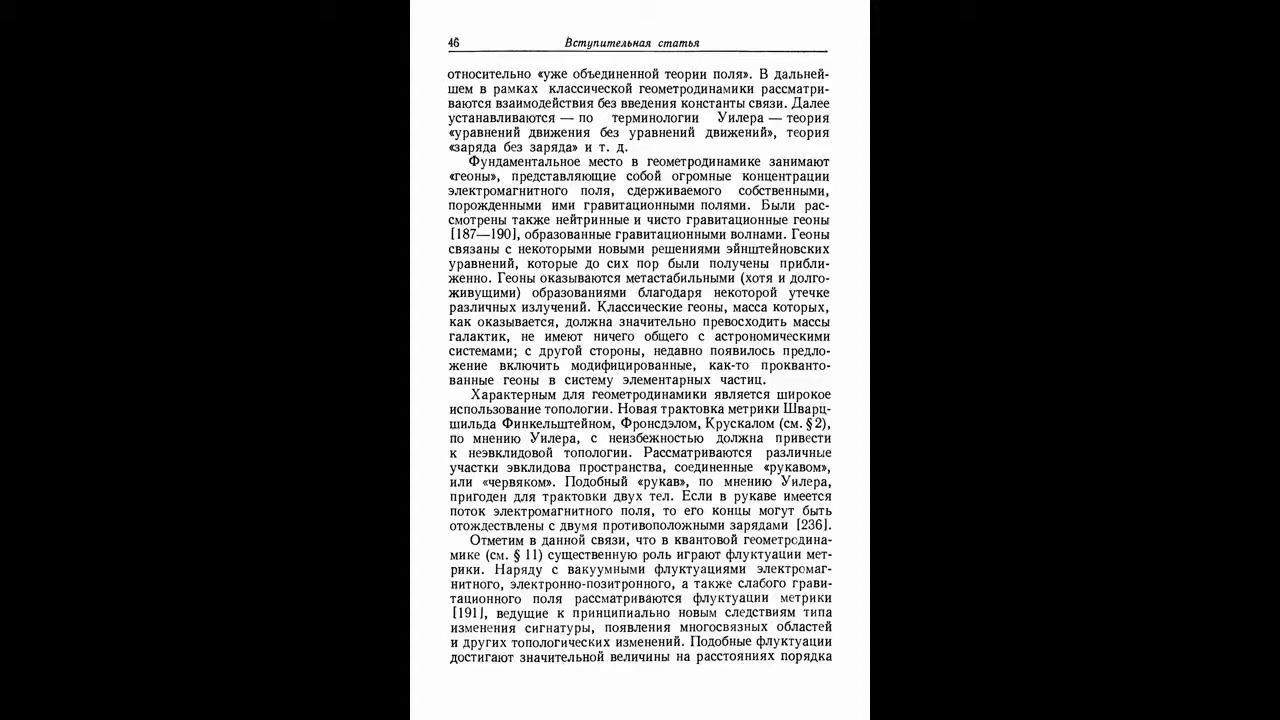 46
Вступительная статья
относительно «уже объединенной теории поля». В дальней-
шем в рамках классической геометродинамики рассматри-
ваются взаимодействия без введения константы связи. Далее
устанавливаются — по терминологии Уилера — теория
«уравнений движения без уравнений движений», теория
«заряда без заряда» и т. д.
Фундаментальное место в геометродинамике занимают
«геоны», представляющие собой огромные концентрации
электромагнитного поля, сдерживаемого собственными,
порожденными ими гравитационными полями. Были рас-
смотрены также нейтринные и чисто гравитационные геоны
[187—190], образованные гравитационными волнами. Геоны
связаны с некоторыми новыми решениями эйнштейновских
уравнений, которые до сих пор были получены прибли-
женно. Геоны оказываются метастабильными (хотя и долго-
живущими) образованиями благодаря некоторой утечке
различных излучений. Классические геоны, масса которых,
как оказывается, должна значительно превосходить массы
галактик, не имеют ничего общего с астрономическими
системами; с другой стороны, недавно появилось предло-
жение включить модифицированные, как-то проквантo-
ванные геоны в систему элементарных частиц.
Характерным для геометродинамики является широкое
использование топологии. Новая трактовка метрики Шварц-
шильда Финкельштейном, Фронсдэлом, Крускалом (см. § 2),
по мнению Уилера, с неизбежностью должна привести
к неэвклидовой топологии. Рассматриваются различные
участки эвклидова пространства, соединенные «рукавом»,
или «червяком». Подобный «рукав», по мнению Уилера,
пригоден для трактовки двух тел. Если в рукаве имеется
поток электромагнитного поля, то его концы могут быть
отождествлены с двумя противоположными зарядами [236].
Отметим в данной связи, что в квантовой геометродина-
мике (см. § 11) существенную роль играют флуктуации мет-
рики. Наряду с вакуумными флуктуациями электромаг-
нитного, электронно-позитронного, а также слабого грави-
тационного поля рассматриваются флуктуации метрики
[191], ведущие к принципиально новым следствиям типа
изменения сигнатуры, появления многосвязных областей
и других топологических изменений. Подобные флуктуации
достигают значительной величины на расстояниях порядка